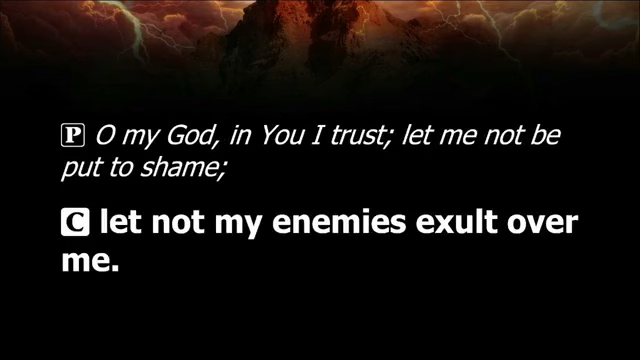 P O my God, in You I trust; let me not be
put to shame;
C let not my enemies exult over
me.